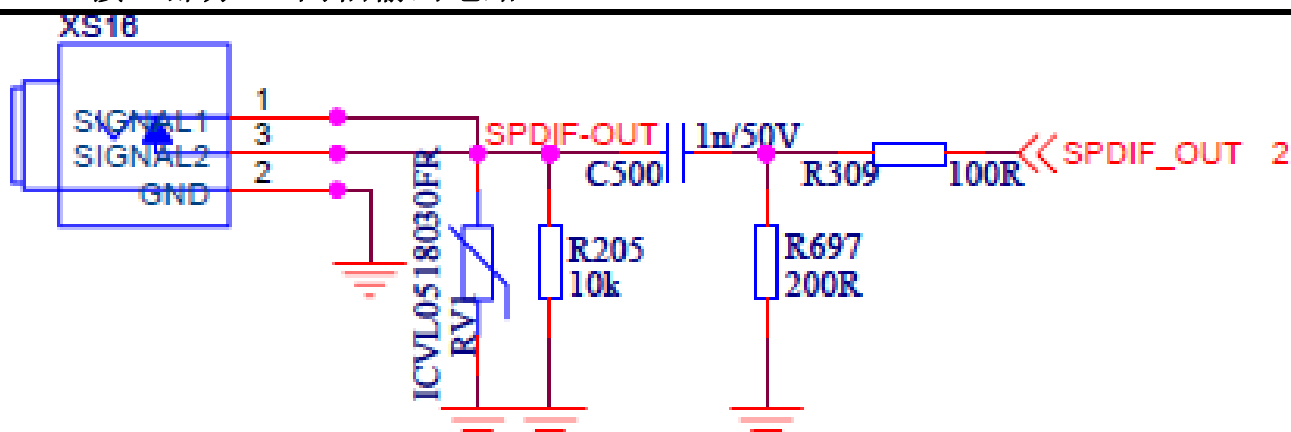 XS16
SIGNAL1
1
SIGNAL2
3
GND
2
SPDIF-OUT
1n/50V
C500
R309
100R
SPDIF_OUT 2
ICVL0518030FR
RV1
R205
10k
R697
200R